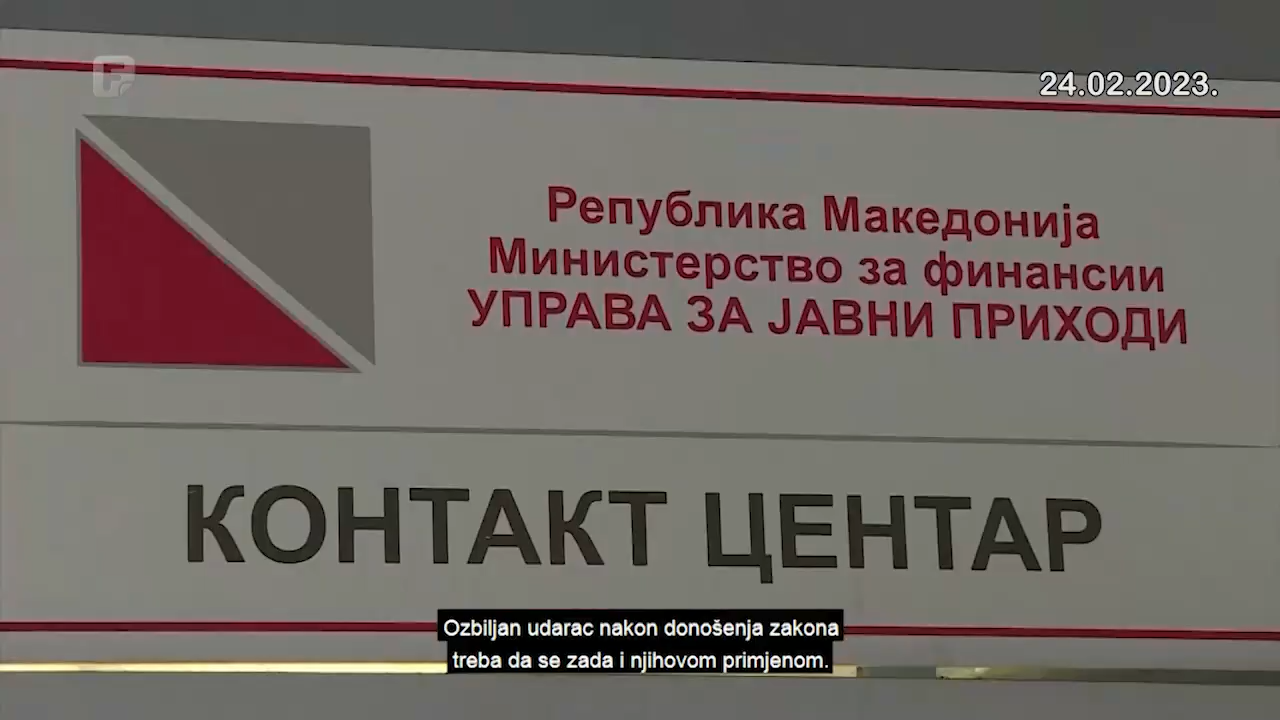 24.02.2023.
Република Македонија
Министерство за финансии
УПРАВА ЗА ЈАВНИ ПРИХОДИ
КОНТАКТ ЦЕНТАР
Ozbiljan udarac nakon donošenja zakona
treba da se zada i njihovom primjenom.